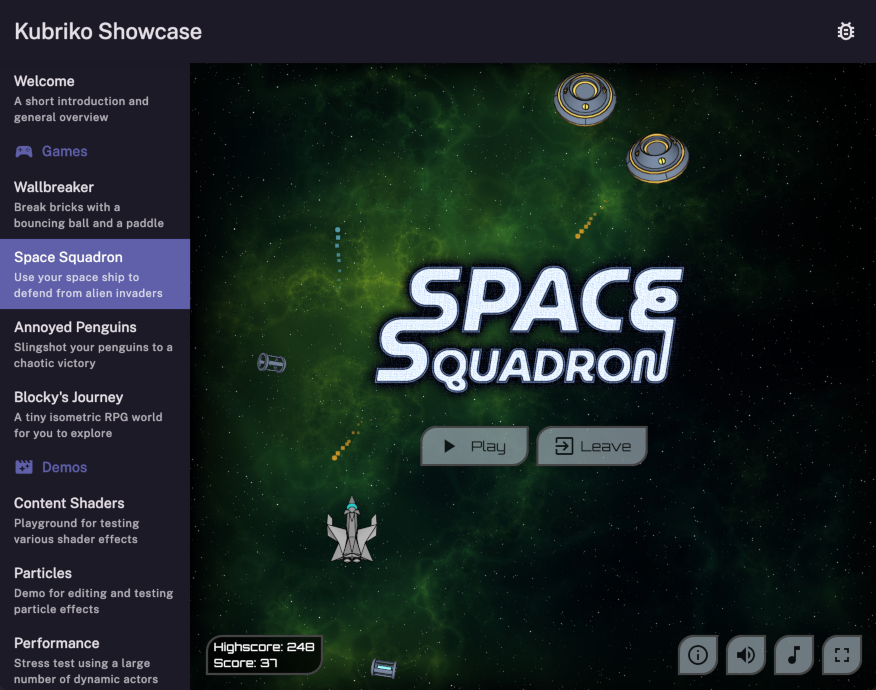 Kubriko Showcase
Welcome
A short introduction and
general overview
Games
Wallbreaker
Break bricks with a
bouncing ball and a paddle
Space Squadron
Use your space ship to
defend from alien invaders
Annoyed Penguins
Slingshot your penguins to a
chaotic victory
Blocky's Journey
A tiny isometric RPG world
for you to explore
Demos
Content Shaders
Playground for testing
various shader effects
Particles
Demo for editing and testing
particle effects
Performance
Stress test using a large
number of dynamic actors
SPACE
SQUADRON
Play
Leave
Highscore: 248
Score: 37